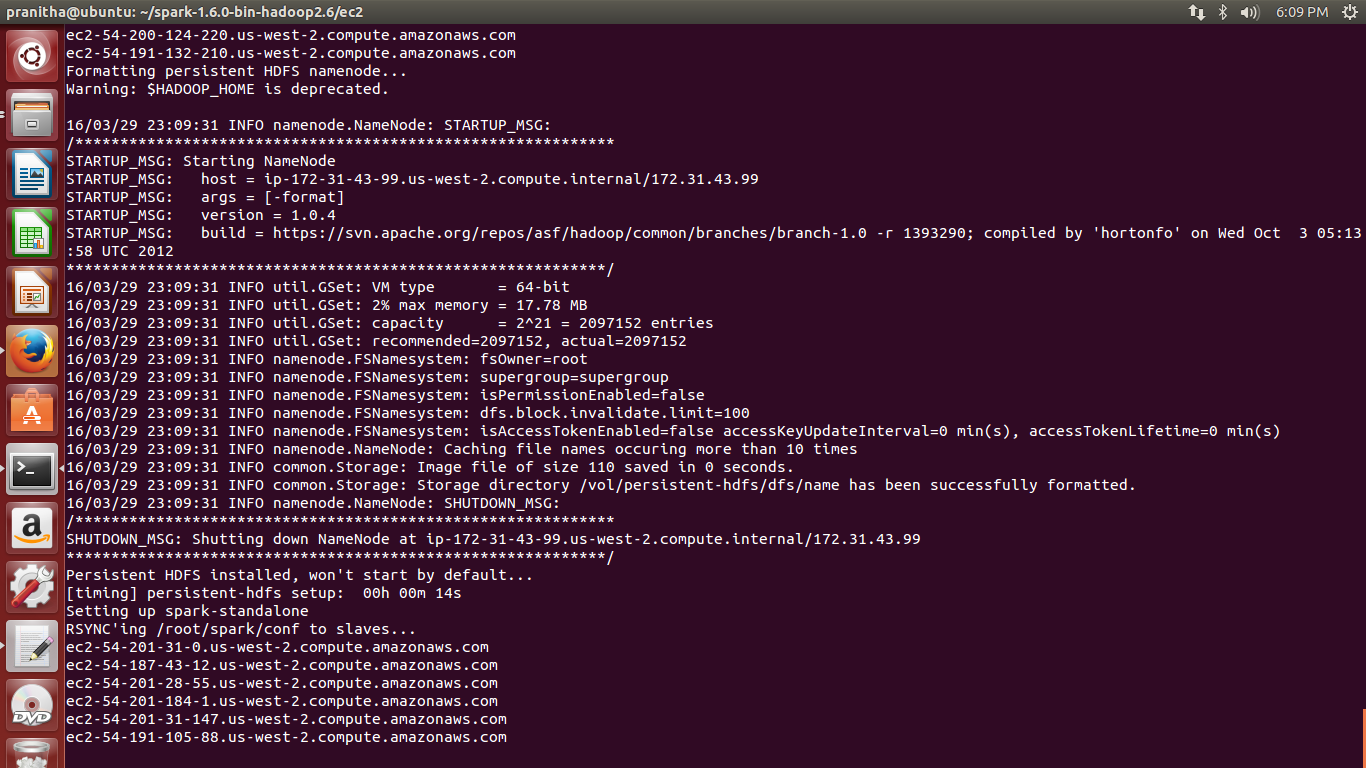 pranitha@ubuntu: ~/spark-1.6.0-bin-hadoop2.6/ec2
6:09 PM
ec2-54-200-124-220.us-west-2.compute.amazonaws.com
ec2-54-191-132-210.us-west-2.compute.amazonaws.com
Formatting persistent HDFS namenode...
Warning: $HADOOP_HOME is deprecated.
16/03/29 23:09:31 INFO namenode.NameNode: STARTUP_MSG:
/************************************************************
STARTUP_MSG: Starting NameNode
STARTUP_MSG:   host = ip-172-31-43-99.us-west-2.compute.internal/172.31.43.99
STARTUP_MSG:   args = [-format]
STARTUP_MSG:   version = 1.0.4
STARTUP_MSG:   build = https://svn.apache.org/repos/asf/hadoop/common/branches/branch-1.0 -r 1393290; compiled by 'hortonfo' on Wed Oct  3 05:13
:58 UTC 2012
************************************************************/
16/03/29 23:09:31 INFO util.GSet: VM type       = 64-bit
16/03/29 23:09:31 INFO util.GSet: 2% max memory = 17.78 MB
16/03/29 23:09:31 INFO util.GSet: capacity      = 2^21 = 2097152 entries
16/03/29 23:09:31 INFO util.GSet: recommended=2097152, actual=2097152
16/03/29 23:09:31 INFO namenode.FSNamesystem: fsOwner=root
16/03/29 23:09:31 INFO namenode.FSNamesystem: supergroup=supergroup
16/03/29 23:09:31 INFO namenode.FSNamesystem: isPermissionEnabled=false
16/03/29 23:09:31 INFO namenode.FSNamesystem: dfs.block.invalidate.limit=100
16/03/29 23:09:31 INFO namenode.FSNamesystem: isAccessTokenEnabled=false accessKeyUpdateInterval=0 min(s), accessTokenLifetime=0 min(s)
16/03/29 23:09:31 INFO namenode.NameNode: Caching file names occuring more than 10 times
16/03/29 23:09:31 INFO common.Storage: Image file of size 110 saved in 0 seconds.
16/03/29 23:09:31 INFO common.Storage: Storage directory /vol/persistent-hdfs/dfs/name has been successfully formatted.
16/03/29 23:09:31 INFO namenode.NameNode: SHUTDOWN_MSG:
/************************************************************
SHUTDOWN_MSG: Shutting down NameNode at ip-172-31-43-99.us-west-2.compute.internal/172.31.43.99
************************************************************/
Persistent HDFS installed, won't start by default...
[timing] persistent-hdfs setup:  00h 00m 14s
Setting up spark-standalone
RSYNC'ing /root/spark/conf to slaves...
ec2-54-201-31-0.us-west-2.compute.amazonaws.com
ec2-54-187-43-12.us-west-2.compute.amazonaws.com
ec2-54-201-28-55.us-west-2.compute.amazonaws.com
ec2-54-201-184-1.us-west-2.compute.amazonaws.com
ec2-54-201-31-147.us-west-2.compute.amazonaws.com
ec2-54-191-105-88.us-west-2.compute.amazonaws.com
A
>_
a
DVD